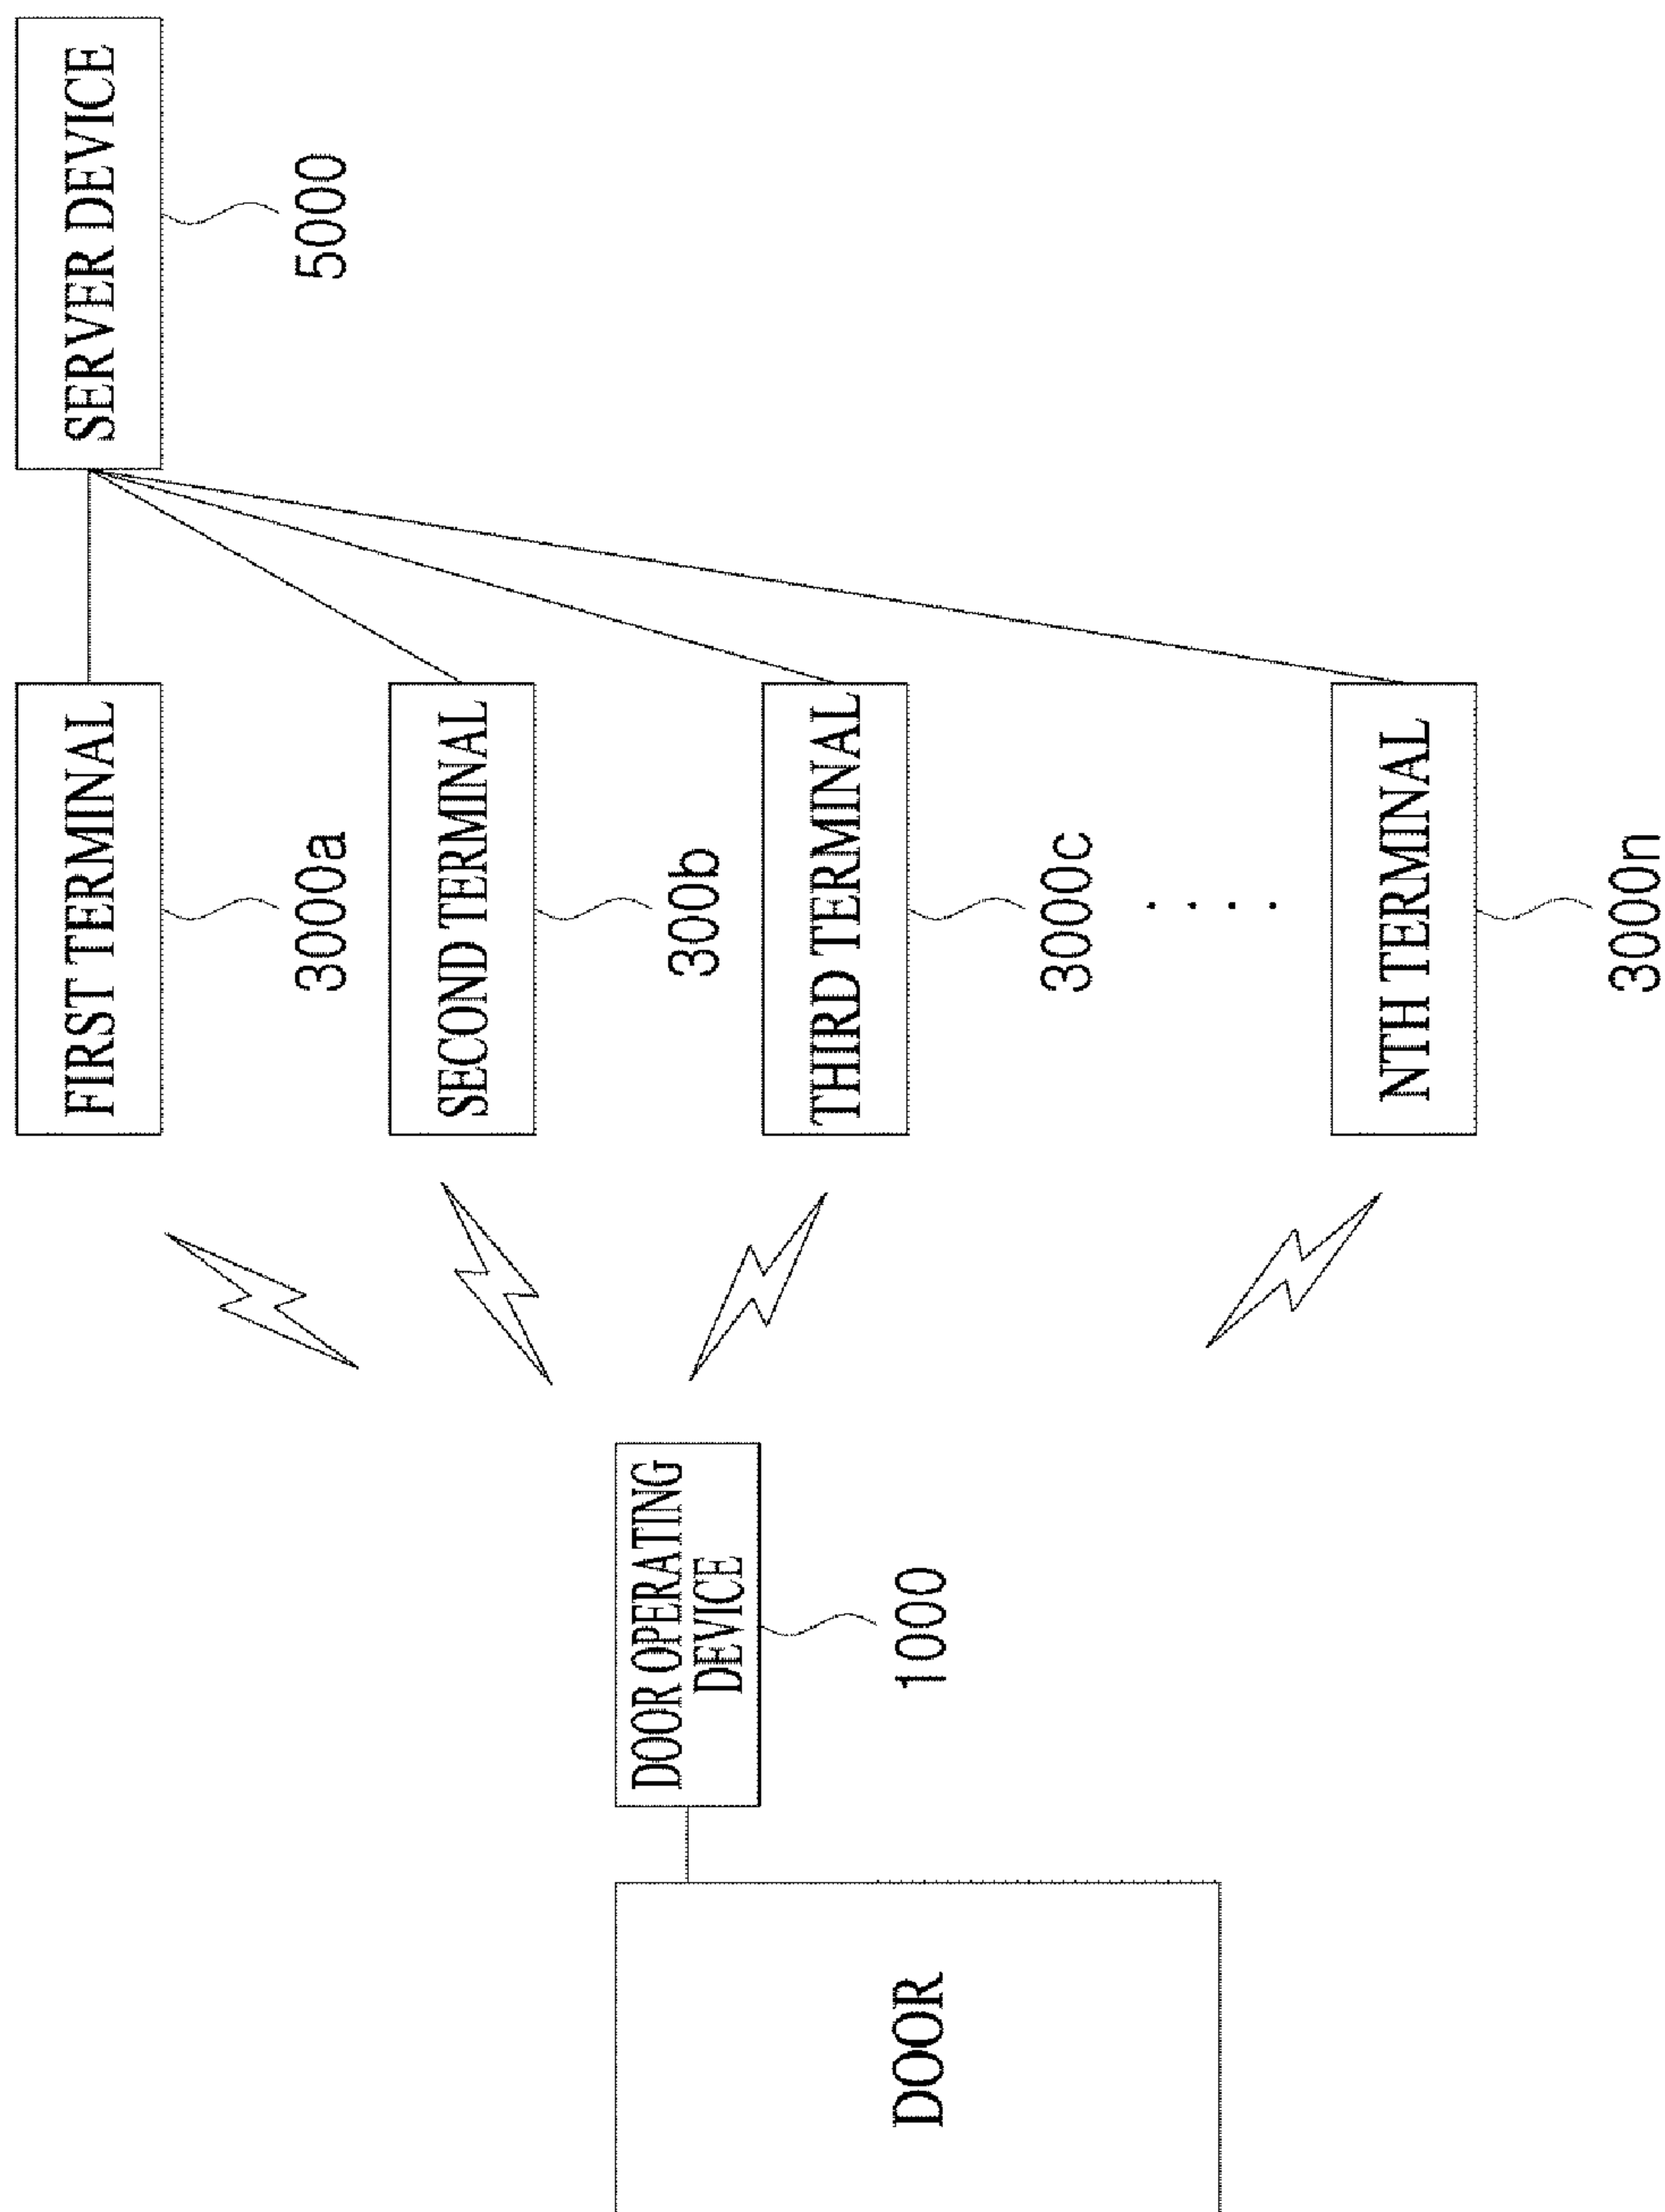 FIRST TERMINAL
3000a
SERVER DEVICE
5000
SECOND TERMINAL
300b
DOOR OPERATING
DEVICE
1000
THIRD TERMINAL
3000c
DOOR
. . . .
NTH TERMINAL
3000n